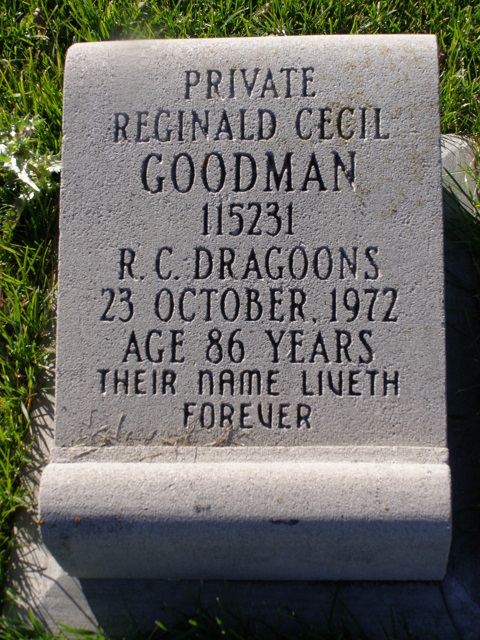 PRIVATE
REGINALD CECIL
GOODMAN
115231
R.C. DRAGOONS
23 OCTOBER, 1972
AGE 86 YEARS
THEIR NAME LIVETH
FOREVER